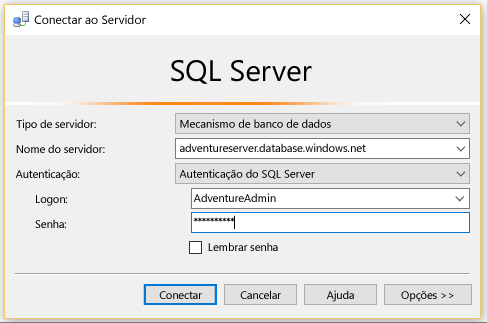 Conectar ao Servidor
SQL Server
Tipo de servidor: Mecanismo de banco de dados
Nome do servidor: adventureserver.database.windows.net
Autenticação: Autenticação do SQL Server
Logon: AdventureAdmin
Senha: **********
Lembrar senha
Conectar Cancelar Ajuda Opções >>